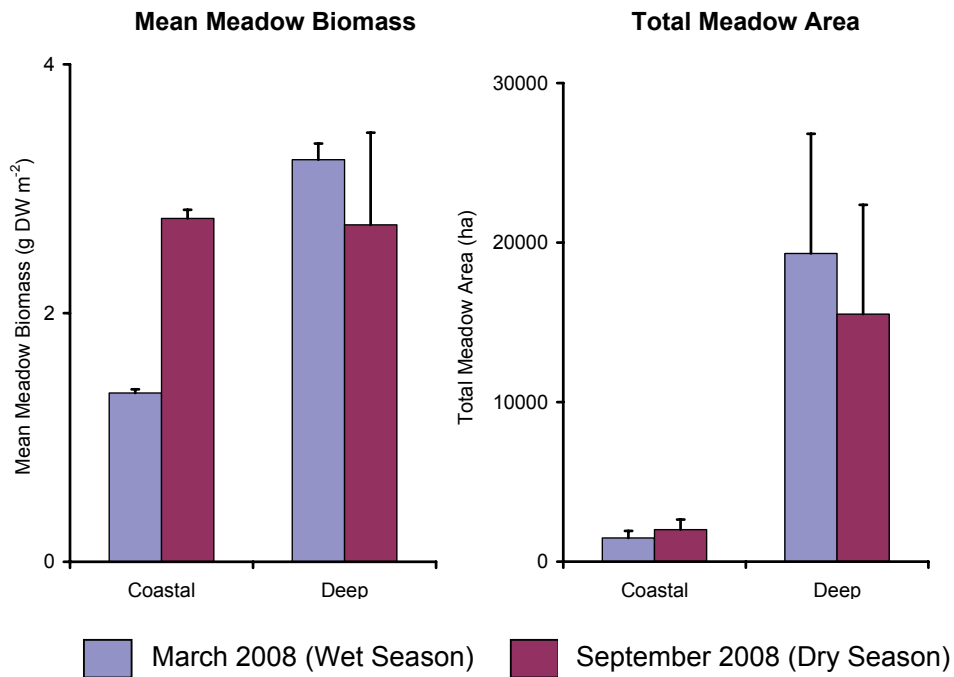 Mean Meadow Biomass
Mean Meadow Biomass (g DW m⁻²)
4
2
0
Coastal
Deep
Total Meadow Area
Total Meadow Area (ha)
30000
20000
10000
0
Coastal
Deep
March 2008 (Wet Season)
September 2008 (Dry Season)